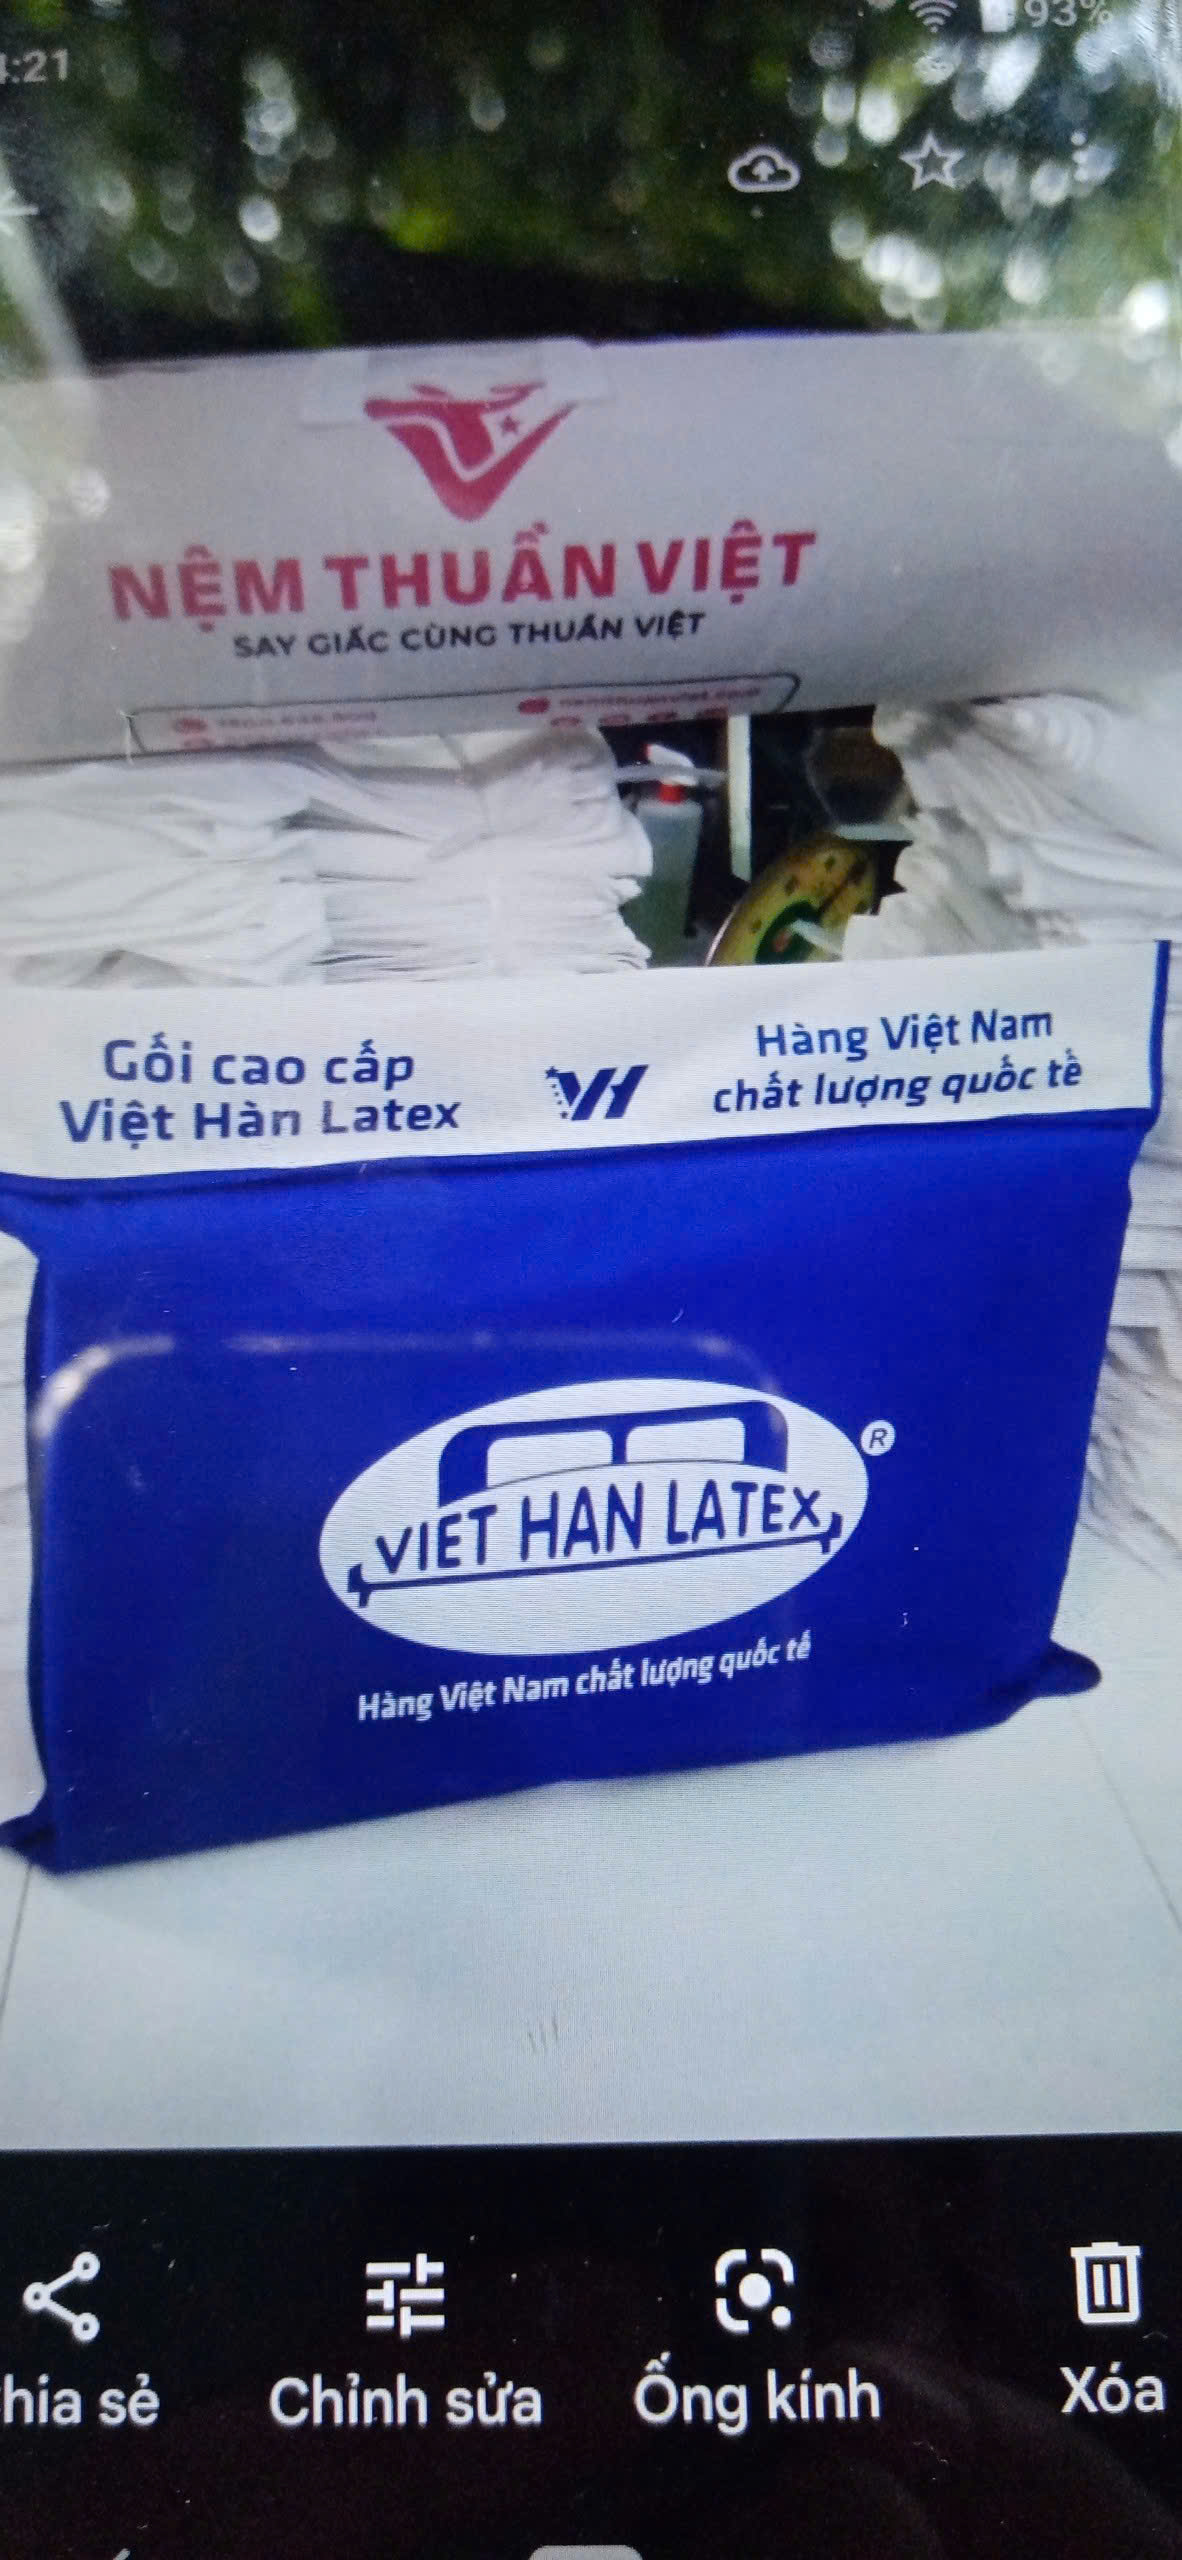 :21
93%
NỆM THUẦN VIỆT
SAY GIẤC CÙNG THUẦN VIỆT
Gối cao cấp
Việt Hàn Latex
VH
Hàng Việt Nam
chất lượng quốc tế
VIET HAN LATEX
®
Hàng Việt Nam chất lượng quốc tế
hia sẻ
Chỉnh sửa
Ống kính
Xóa